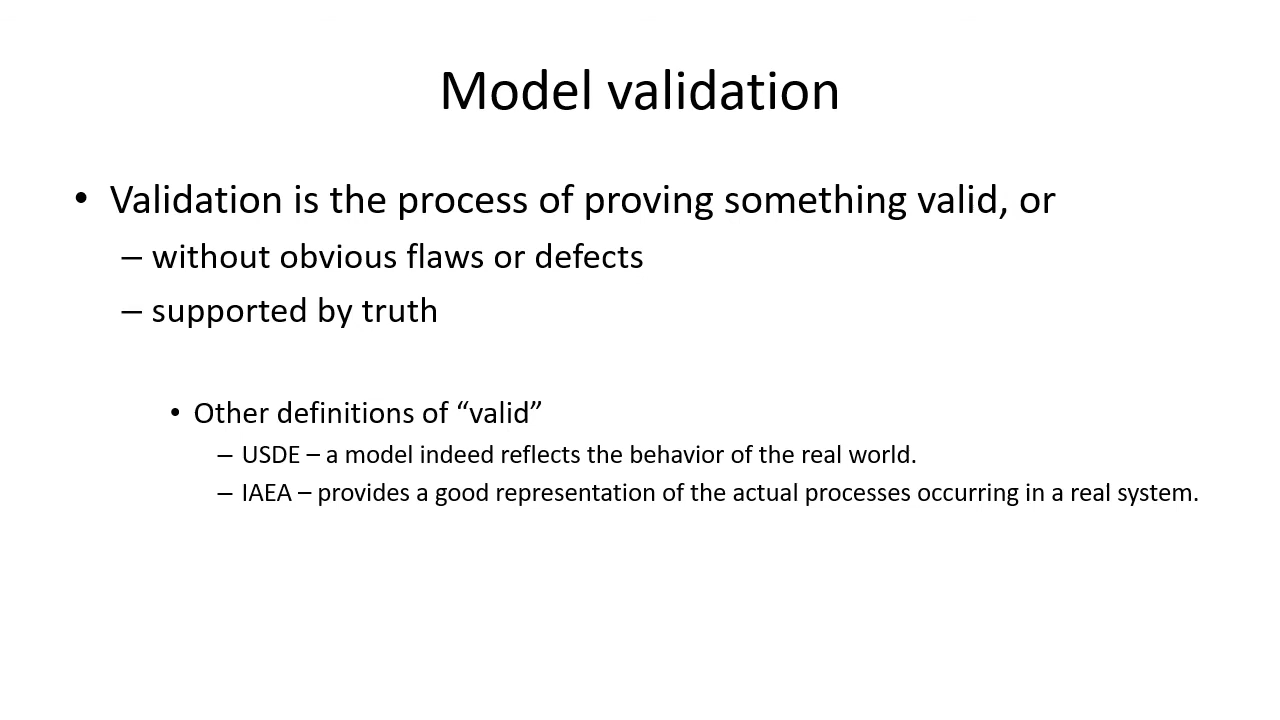 Model validation
• Validation is the process of proving something valid, or
– without obvious flaws or defects
– supported by truth
• Other definitions of “valid”
– USDE – a model indeed reflects the behavior of the real world.
– IAEA – provides a good representation of the actual processes occurring in a real system.